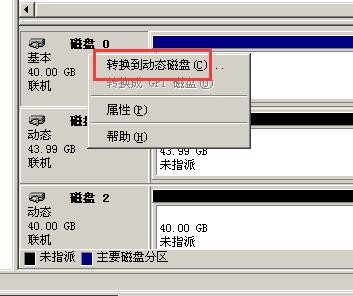 磁盘 0
基本
40.00 GB
联机
转换到动态磁盘(C)...
转换成 GPT 磁盘(U)
属性(P)
帮助(H)
动态
43.99 GB
联机
43.99 GB
未指派
磁盘 2
动态
40.00 GB
联机
40.00 GB
未指派
未指派 主要磁盘分区